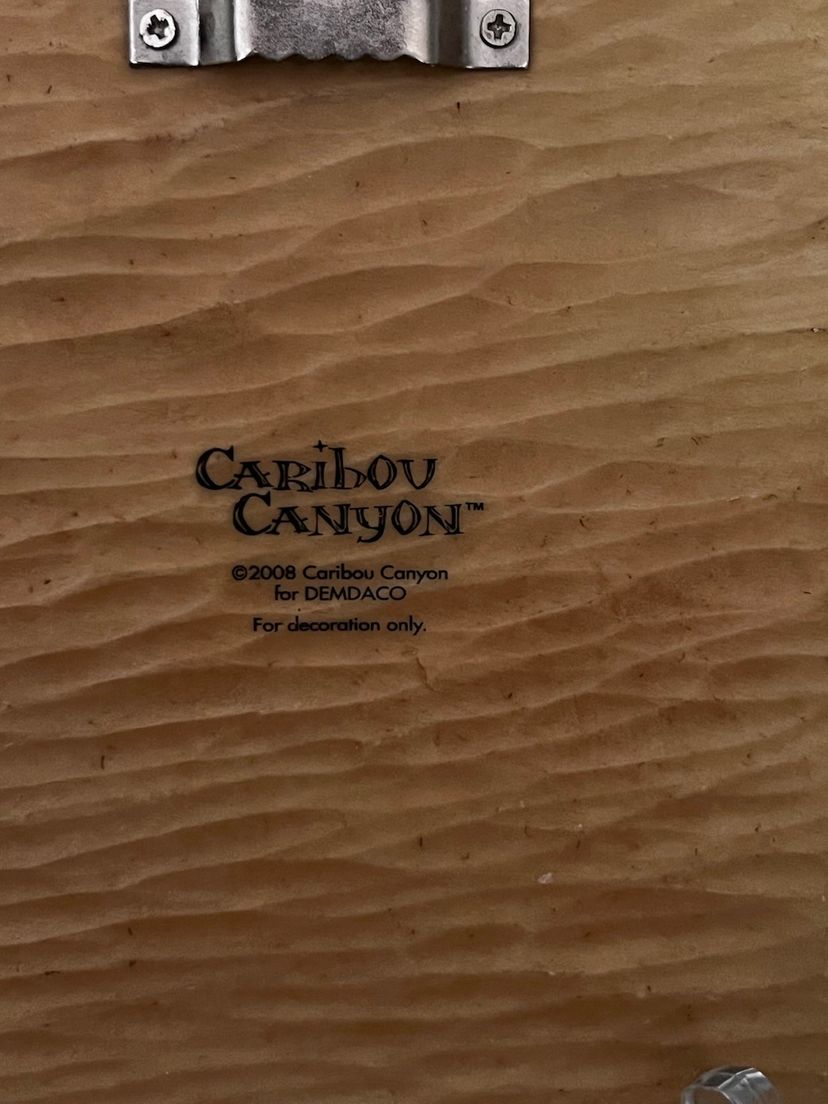 CARIBOU
CANYON™
©2008 Caribou Canyon
for DEMDACO
For decoration only.